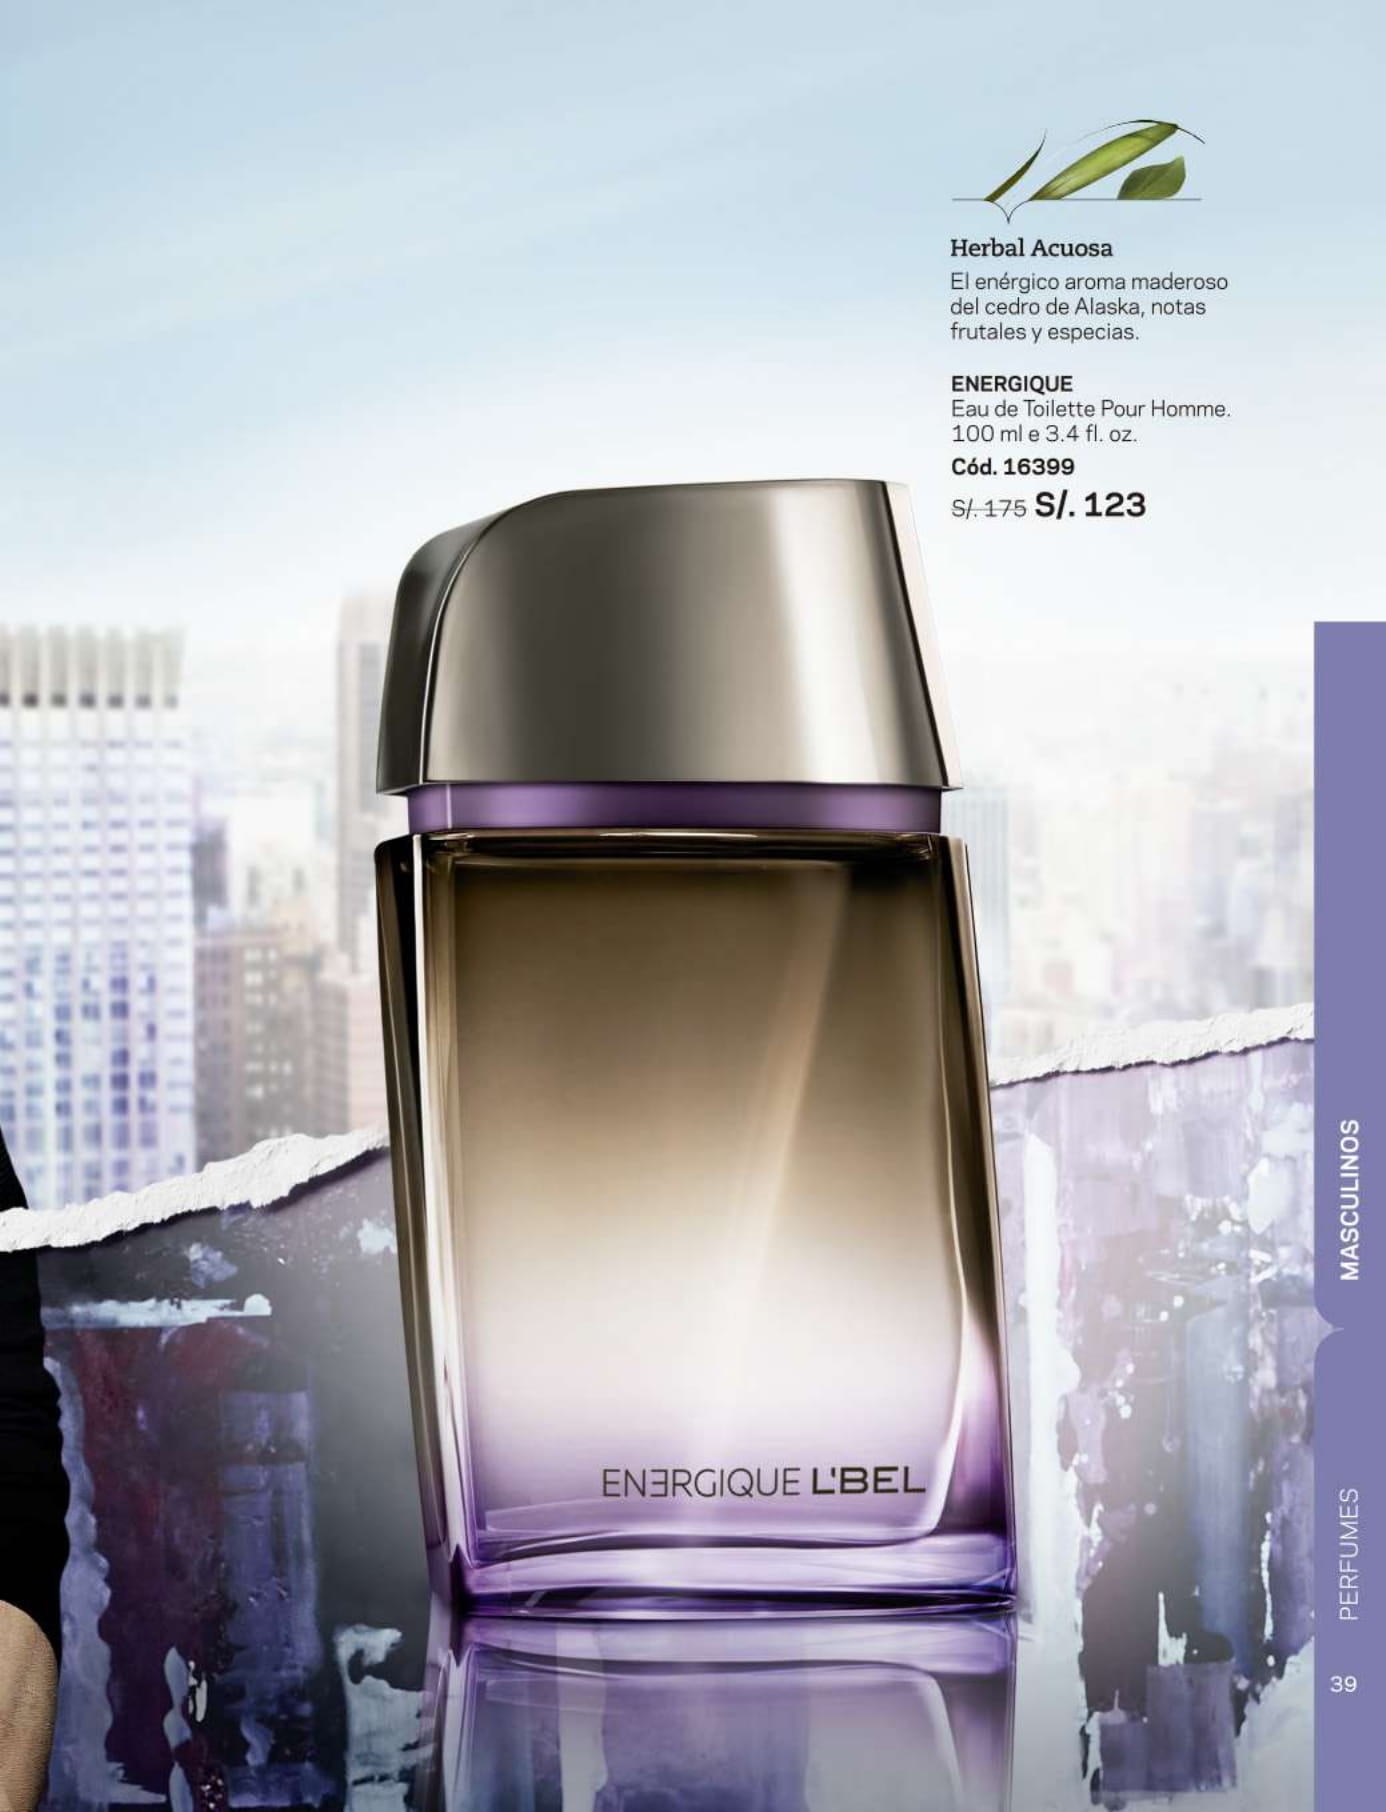 Herbal Acuosa
El enérgico aroma maderoso
del cedro de Alaska, notas
frutales y especias.
ENERGIQUE
Eau de Toilette Pour Homme.
100 ml e 3.4 fl. oz.
Cód. 16399
S/. 175 S/. 123
ENERGIQUE L'BEL
MASCULINOS
PERFUMES
39